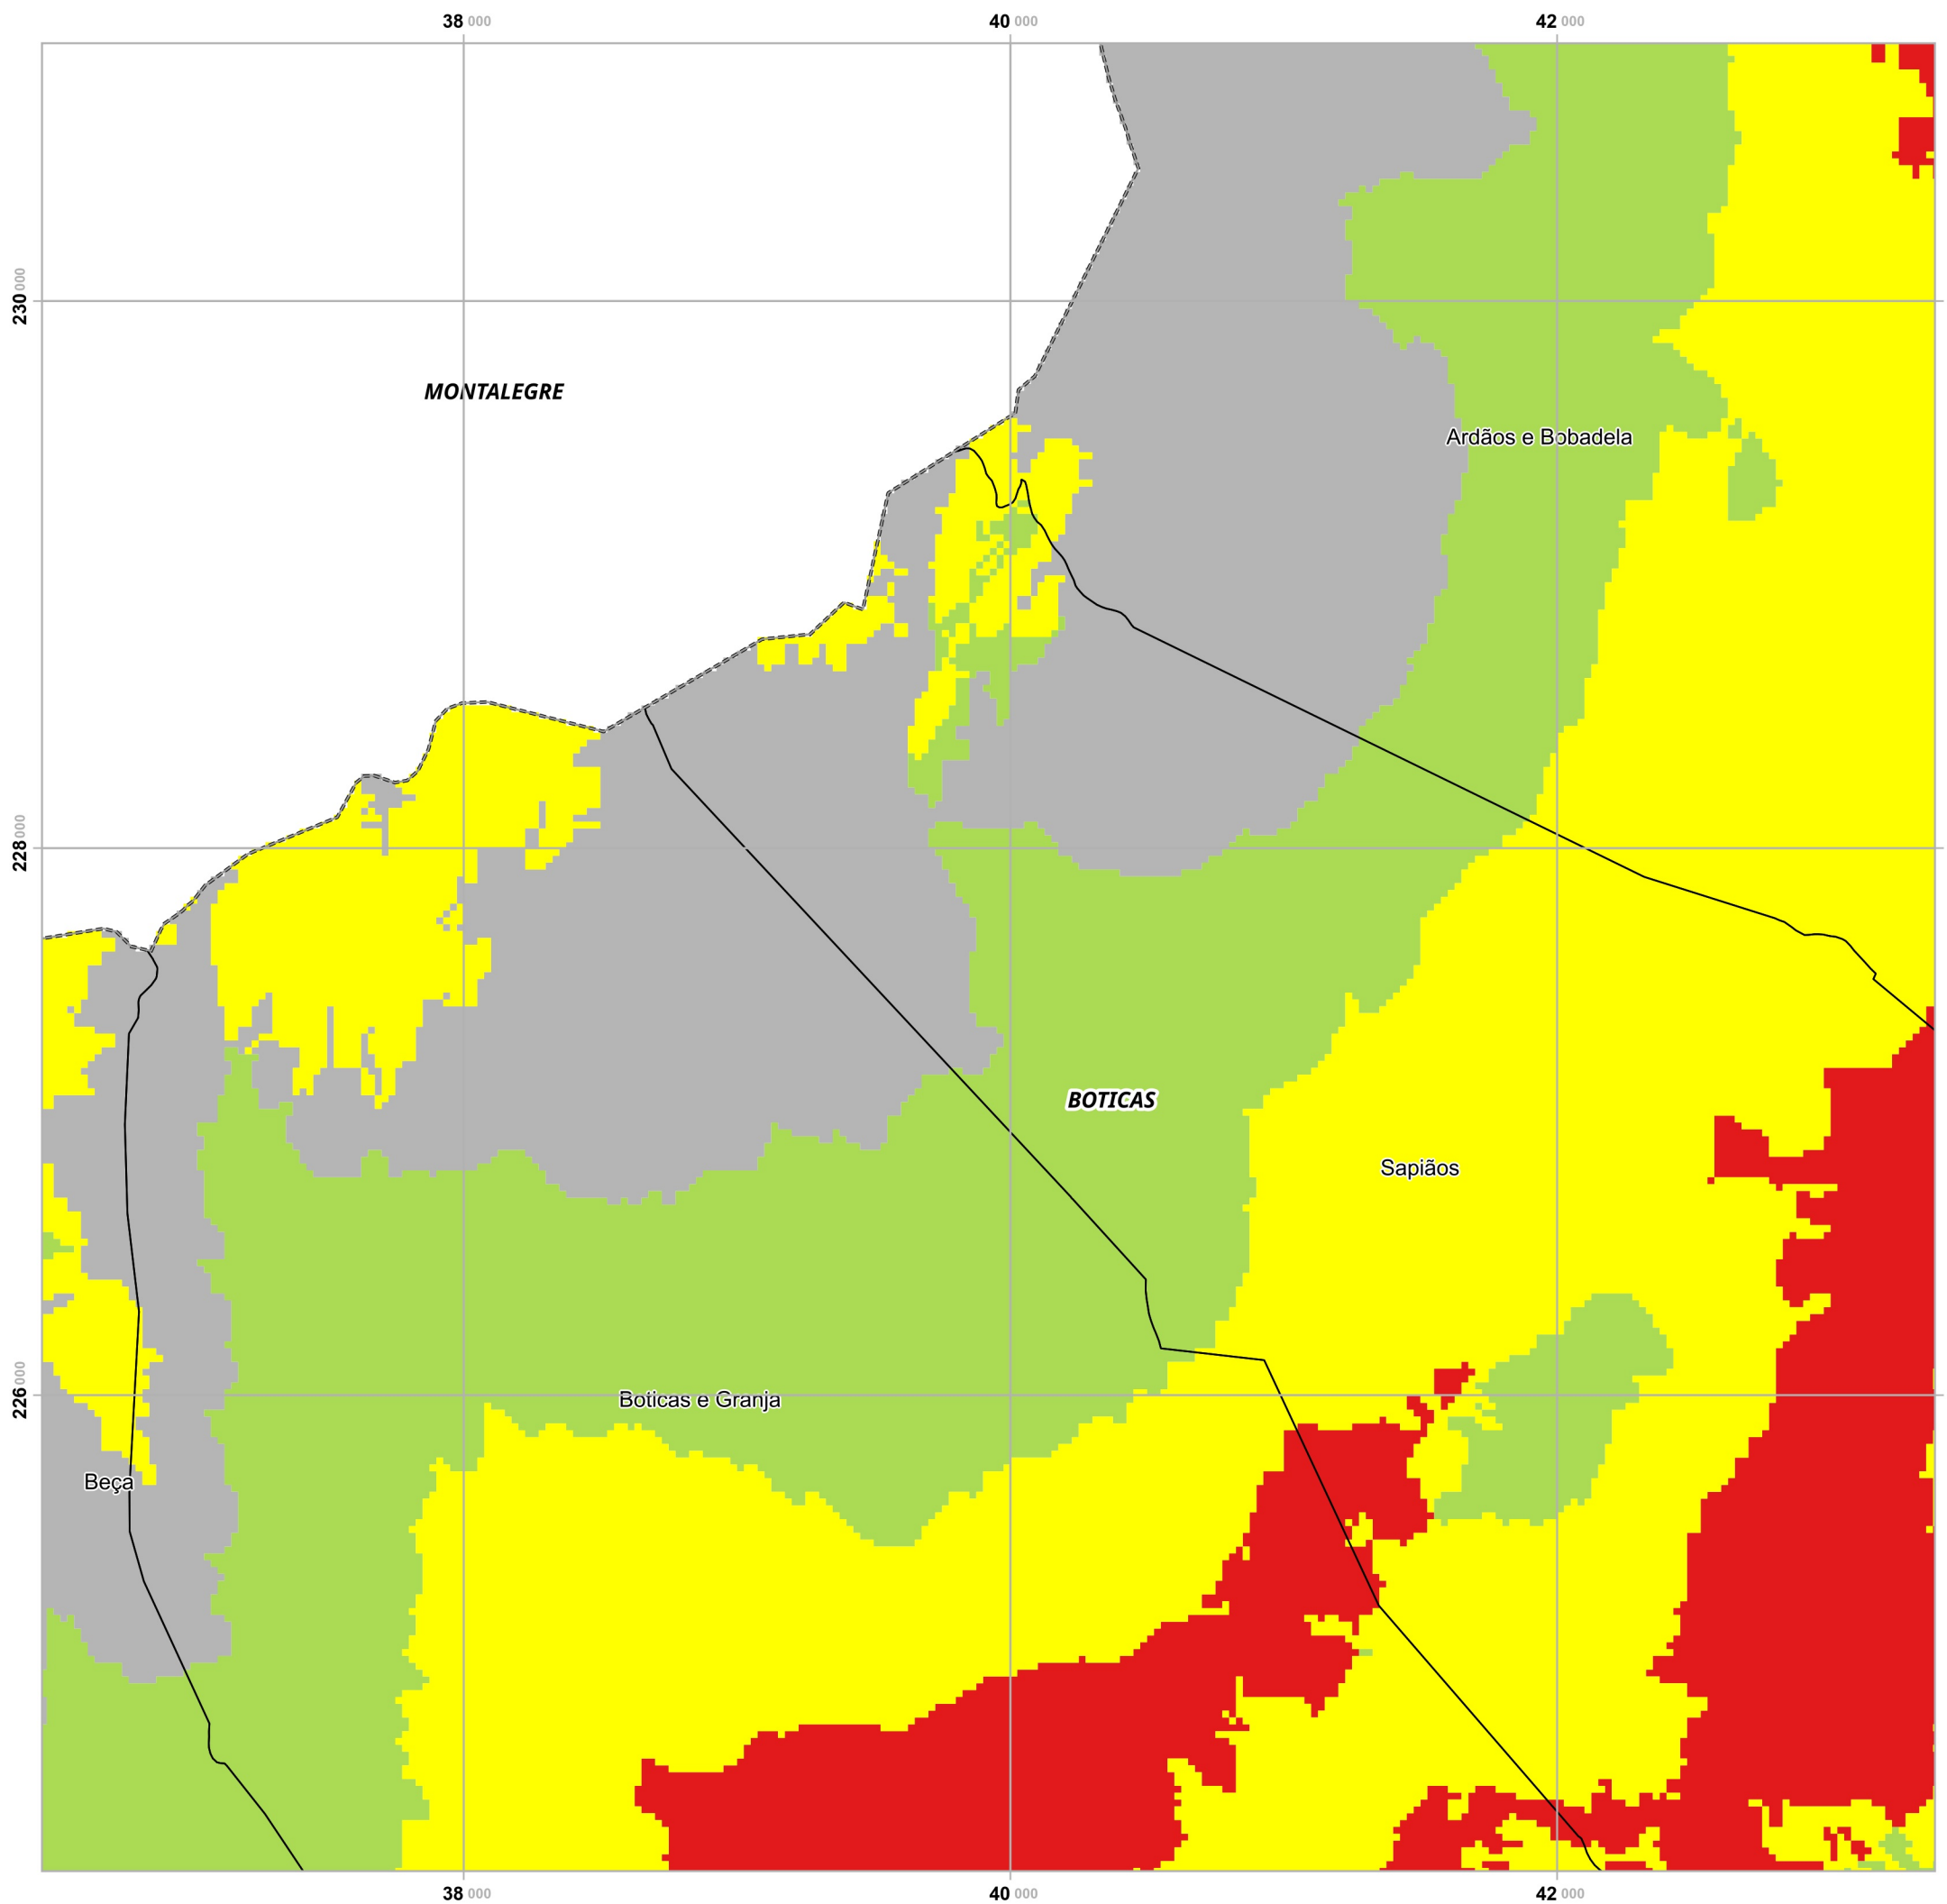 38 000 40 000 42 000
230 000
MONTALEGRE
Ardãos e Bobadela
228 000
BOTICAS
Sapiãos
226 000
Boticas e Granja
Beça
38 000 40 000 42 000